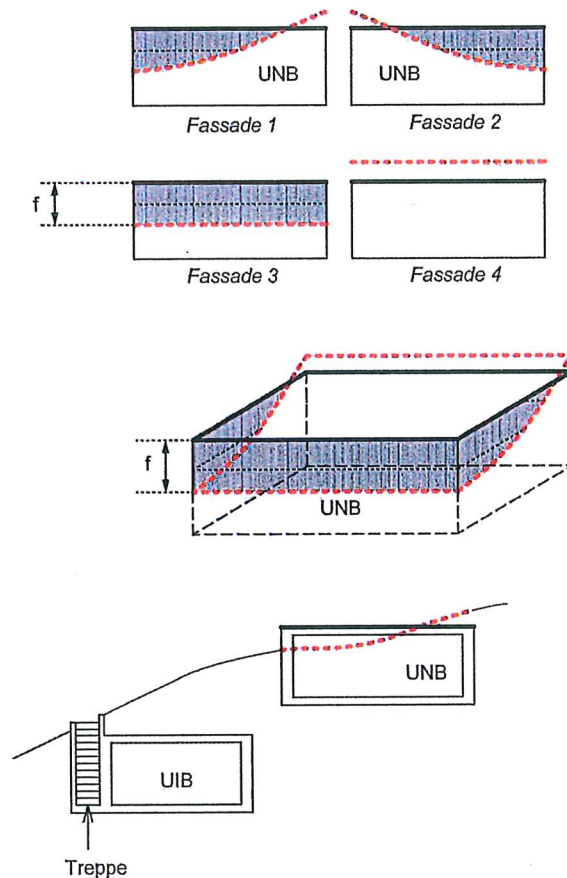 UNB
Fassade 1
UNB
Fassade 2
f
Fassade 3
Fassade 4
f
UNB
UNB
UIB
Treppe